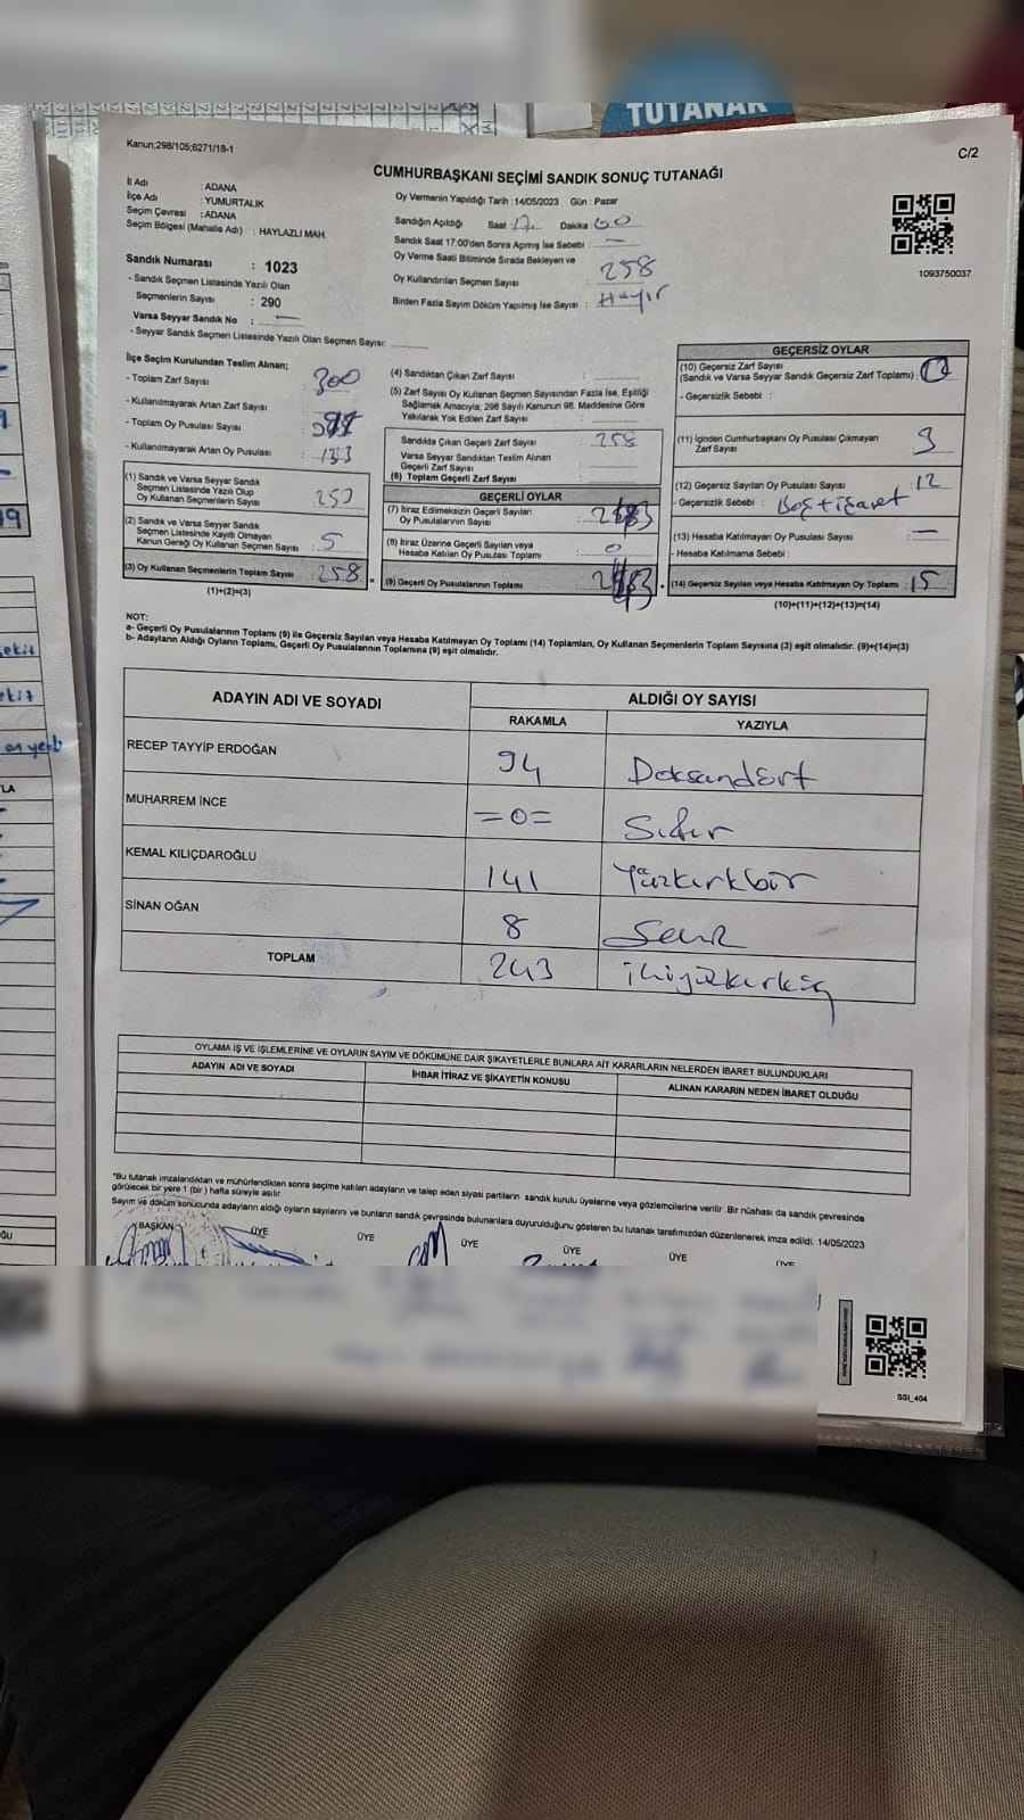 TUTANAK
Kanun;298/105;6271/18-1
C/2
CUMHURBAŞKANI SEÇİMİ SANDIK SONUÇ TUTANAĞI
İl Adı : ADANA
İlçe Adı : YUMURTALIK
Seçim Çevresi : ADANA
Seçim Bölgesi (Mahalle Adı) : HAYLAZLI MAH.
Oy Vermenin Yapıldığı Tarih : 14/05/2023 Gün : Pazar
Sandığın Açıldığı Saat 17 Dakika 00
Sandık Saat 17:00'den Sonra Açmış İse Sebebi : —
Oy Verme Saati Bitiminde Sırada Bekleyen ve
Oy Kullandırılan Seçmen Sayısı : 258
Birden Fazla Sayım Döküm Yapılmış İse Sayısı : Hayır
1093750037
Sandık Numarası : 1023
- Sandık Seçmen Listesinde Yazılı Olan
Seçmenlerin Sayısı : 290
Varsa Seyyar Sandık No : —
- Seyyar Sandık Seçmen Listesinde Yazılı Olan Seçmen Sayısı:
İlçe Seçim Kurulundan Teslim Alınan;
- Toplam Zarf Sayısı : 300
- Kullanılmayarak Artan Zarf Sayısı :
- Toplam Oy Pusulası Sayısı :
- Kullanılmayarak Artan Oy Pusulası : 133
(1) Sandık ve Varsa Seyyar Sandık
Seçmen Listesinde Yazılı Olup
Oy Kullanan Seçmenlerin Sayısı : 253
(2) Sandık ve Varsa Seyyar Sandık
Seçmen Listesinde Kayıtlı Olmayan
Kanun Gereği Oy Kullanan Seçmen Sayısı : 5
(3) Oy Kullanan Seçmenlerin Toplam Sayısı : 258
(1)+(2)=(3)
(4) Sandıktan Çıkan Zarf Sayısı :
(5) Zarf Sayısı Oy Kullanan Seçmen Sayısından Fazla İse, Eşitliği
Sağlamak Amacıyla; 298 Sayılı Kanunun 98. Maddesine Göre
Yakılarak Yok Edilen Zarf Sayısı :
Sandıkta Çıkan Geçerli Zarf Sayısı : 258
Varsa Seyyar Sandıktan Teslim Alınan
Geçerli Zarf Sayısı :
(6) Toplam Geçerli Zarf Sayısı :
GEÇERLİ OYLAR
(7) İtiraz Edilmeksizin Geçerli Sayılan
Oy Pusulalarının Sayısı :
(8) İtiraz Üzerine Geçerli Sayılan veya
Hesaba Katılan Oy Pusulası Toplamı : 0
(9) Geçerli Oy Pusulalarının Toplamı :
GEÇERSİZ OYLAR
(10) Geçersiz Zarf Sayısı
(Sandık ve Varsa Seyyar Sandık Geçersiz Zarf Toplamı) :
- Geçersizlik Sebebi :
(11) İçinden Cumhurbaşkanı Oy Pusulası Çıkmayan
Zarf Sayısı : 3
(12) Geçersiz Sayılan Oy Pusulası Sayısı : 12
- Geçersizlik Sebebi : Boş + işaret
(13) Hesaba Katılmayan Oy Pusulası Sayısı : —
- Hesaba Katılmama Sebebi :
(14) Geçersiz Sayılan veya Hesaba Katılmayan Oy Toplamı : 15
(10)+(11)+(12)+(13)=(14)
NOT:
a- Geçerli Oy Pusulalarının Toplamı (9) ile Geçersiz Sayılan veya Hesaba Katılmayan Oy Toplamı (14) Toplamları, Oy Kullanan Seçmenlerin Toplam Sayısına (3) eşit olmalıdır. (9)+(14)=(3)
b- Adayların Aldığı Oyların Toplamı, Geçerli Oy Pusulalarının Toplamına (9) eşit olmalıdır.
ADAYIN ADI VE SOYADI
ALDIĞI OY SAYISI
RAKAMLA YAZIYLA
RECEP TAYYİP ERDOĞAN 94 Doksandört
MUHARREM İNCE =0= Sıfır
KEMAL KILIÇDAROĞLU 141 Yüzkırkbir
SİNAN OĞAN 8 Sekiz
TOPLAM 243 ikiyüzkırküç
OYLAMA İŞ VE İŞLEMLERİNE VE OYLARIN SAYIM VE DÖKÜMÜNE DAİR ŞİKAYETLERLE BUNLARA AİT KARARLARIN NELERDEN İBARET BULUNDUKLARI
ADAYIN ADI VE SOYADI
İHBAR İTİRAZ VE ŞİKAYETİN KONUSU
ALINAN KARARIN NEDEN İBARET OLDUĞU
*Bu tutanak imzalandıktan ve mühürlendikten sonra seçime katılan adayların ve talep eden siyasi partilerin sandık kurulu üyelerine veya gözlemcilerine verilir. Bir nüshası da sandık çevresinde
görülecek bir yere 1 (bir) hafta süreyle asılır.
Sayım ve döküm sonucunda adayların aldığı oyların sayılarını ve bunların sandık çevresinde bulunanlara duyurulduğunu gösteren bu tutanak tarafımızdan düzenlenerek imza edildi. 14/05/2023
BAŞKAN ÜYE ÜYE ÜYE ÜYE ÜYE ÜYE
SGI_404